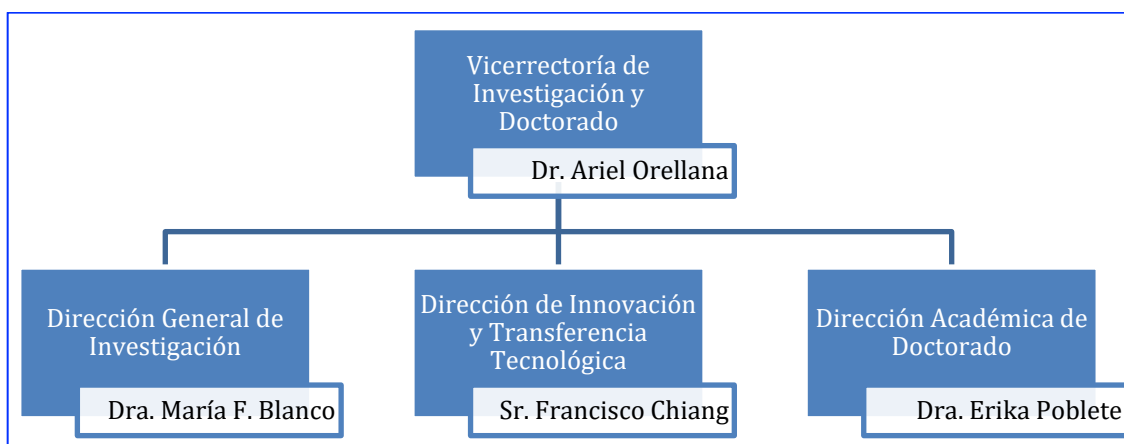 Vicerrectoría de
Investigación y
Doctorado
Dr. Ariel Orellana
Dirección General de
Investigación
Dra. María F. Blanco
Dirección de Innovación
y Transferencia
Tecnológica
Sr. Francisco Chiang
Dirección Académica de
Doctorado
Dra. Erika Poblete